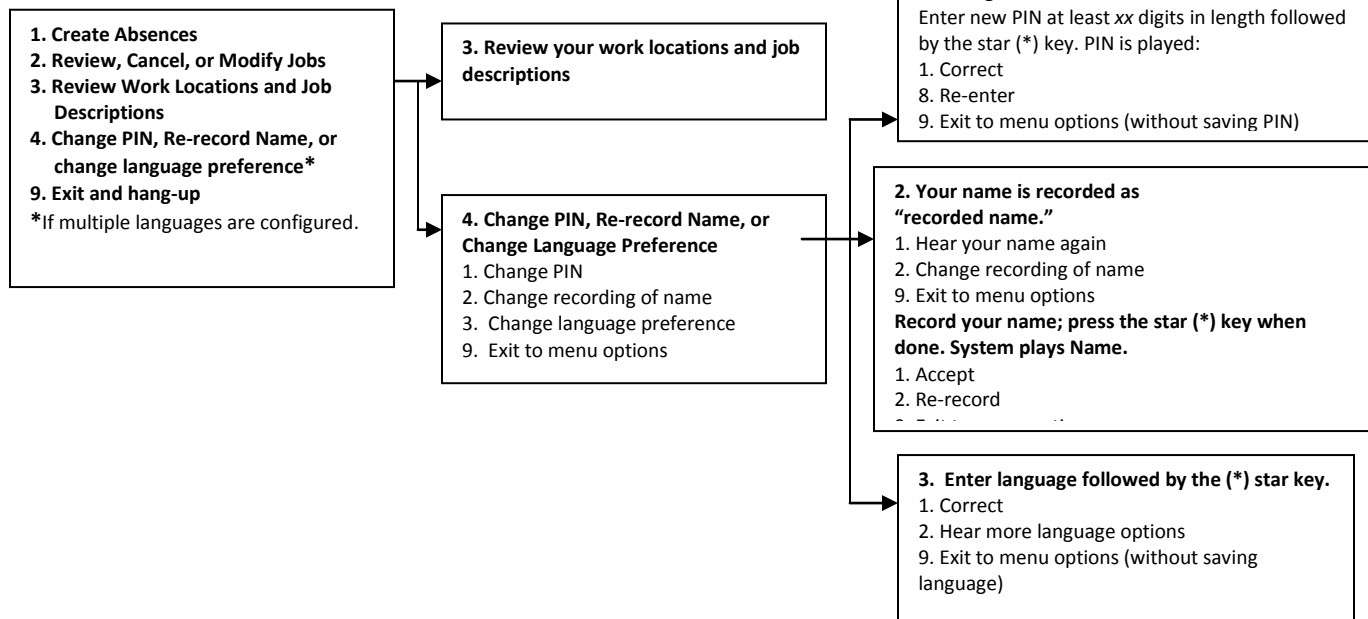 1. Create Absences
2. Review, Cancel, or Modify Jobs
3. Review Work Locations and Job
Descriptions
4. Change PIN, Re-record Name, or
change language preference*
9. Exit and hang-up
*If multiple languages are configured.
3. Review your work locations and job
descriptions
4. Change PIN, Re-record Name, or
Change Language Preference
1. Change PIN
2. Change recording of name
3. Change language preference
9. Exit to menu options
Enter new PIN at least xx digits in length followed
by the star (*) key. PIN is played:
1. Correct
8. Re-enter
9. Exit to menu options (without saving PIN)
2. Your name is recorded as
“recorded name.”
1. Hear your name again
2. Change recording of name
9. Exit to menu options
Record your name; press the star (*) key when
done. System plays Name.
1. Accept
2. Re-record
3. Enter language followed by the (*) star key.
1. Correct
2. Hear more language options
9. Exit to menu options (without saving
language)